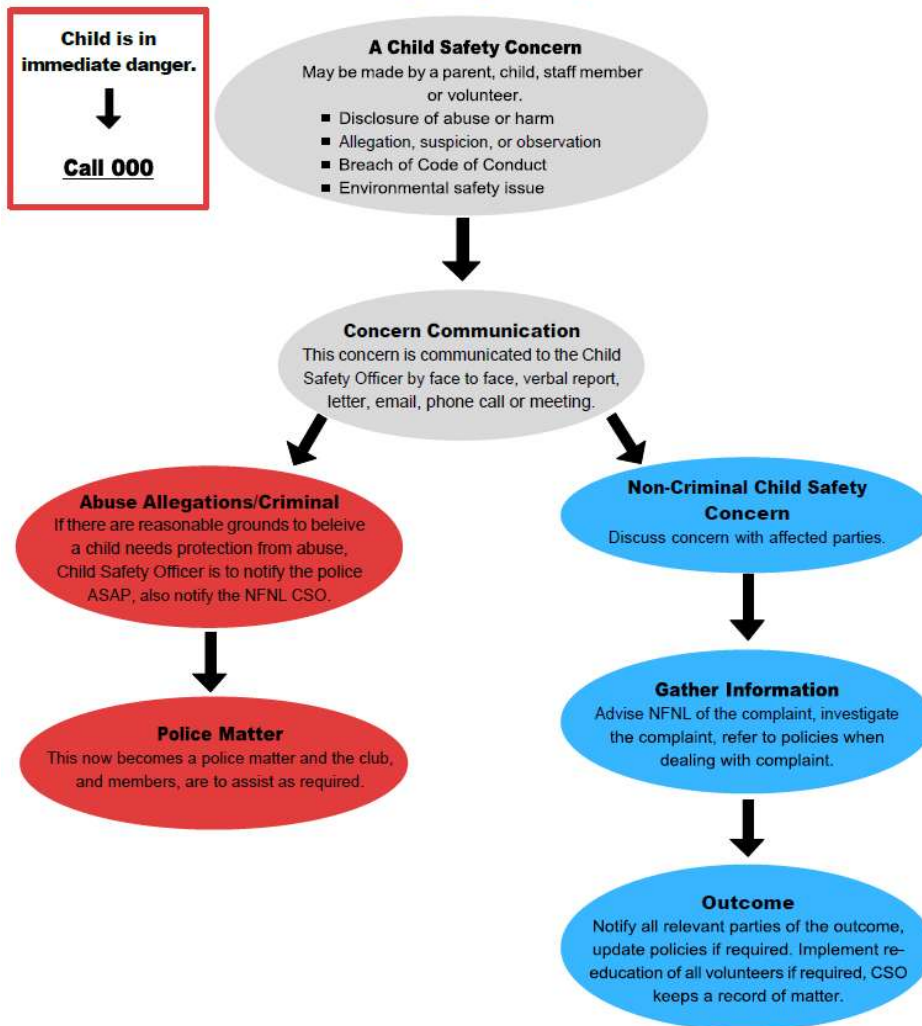 Child is in
immediate danger.
Call 000
A Child Safety Concern
May be made by a parent, child, staff member
or volunteer.
▪ Disclosure of abuse or harm
▪ Allegation, suspicion, or observation
▪ Breach of Code of Conduct
▪ Environmental safety issue
Concern Communication
This concern is communicated to the Child
Safety Officer by face to face, verbal report,
letter, email, phone call or meeting.
Abuse Allegations/Criminal
If there are reasonable grounds to beleive
a child needs protection from abuse,
Child Safety Officer is to notify the police
ASAP, also notify the NFNL CSO.
Police Matter
This now becomes a police matter and the club,
and members, are to assist as required.
Non-Criminal Child Safety
Concern
Discuss concern with affected parties.
Gather Information
Advise NFNL of the complaint, investigate
the complaint, refer to policies when
dealing with complaint.
Outcome
Notify all relevant parties of the outcome,
update policies if required. Implement re-
education of all volunteers if required, CSO
keeps a record of matter.